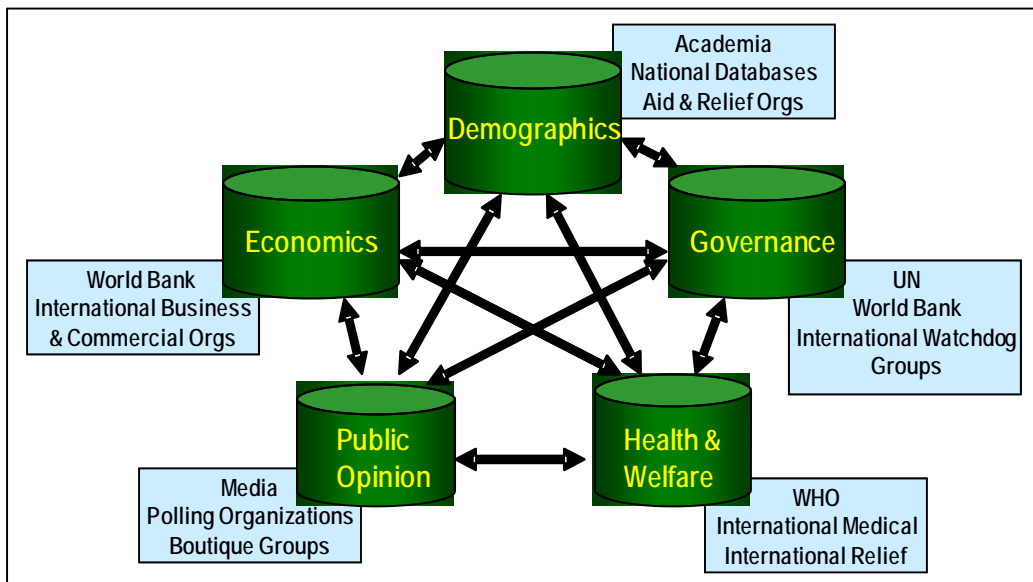 Academia
National Databases
Aid & Relief Orgs
Demographics
Economics
Governance
World Bank
International Business
& Commercial Orgs
UN
World Bank
International Watchdog
Groups
Public
Opinion
Health &
Welfare
Media
Polling Organizations
Boutique Groups
WHO
International Medical
International Relief